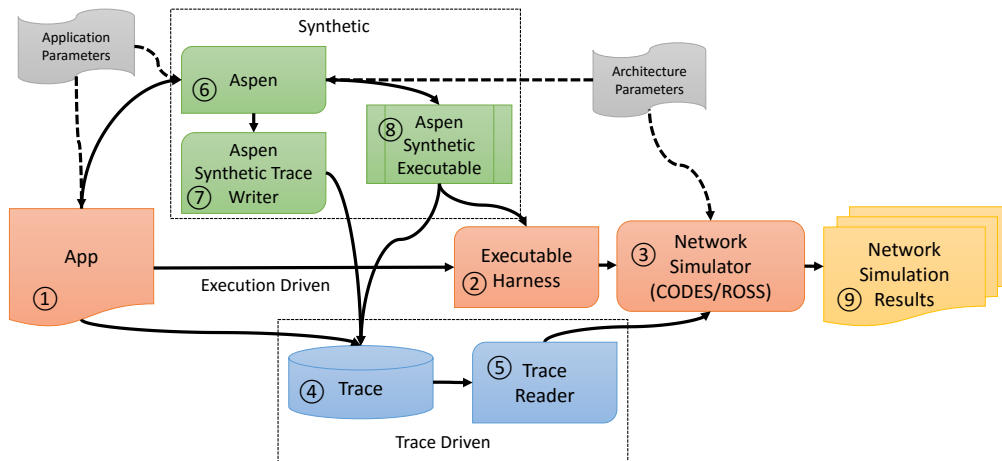 Synthetic
Application
Parameters
⑥ Aspen
Architecture
Parameters
⑧ Aspen
Synthetic
Executable
Aspen
Synthetic Trace
⑦ Writer
App
①
Execution Driven
Executable
② Harness
③ Network
Simulator
(CODES/ROSS)
Network
Simulation
⑨ Results
④ Trace
⑤ Trace
Reader
Trace Driven